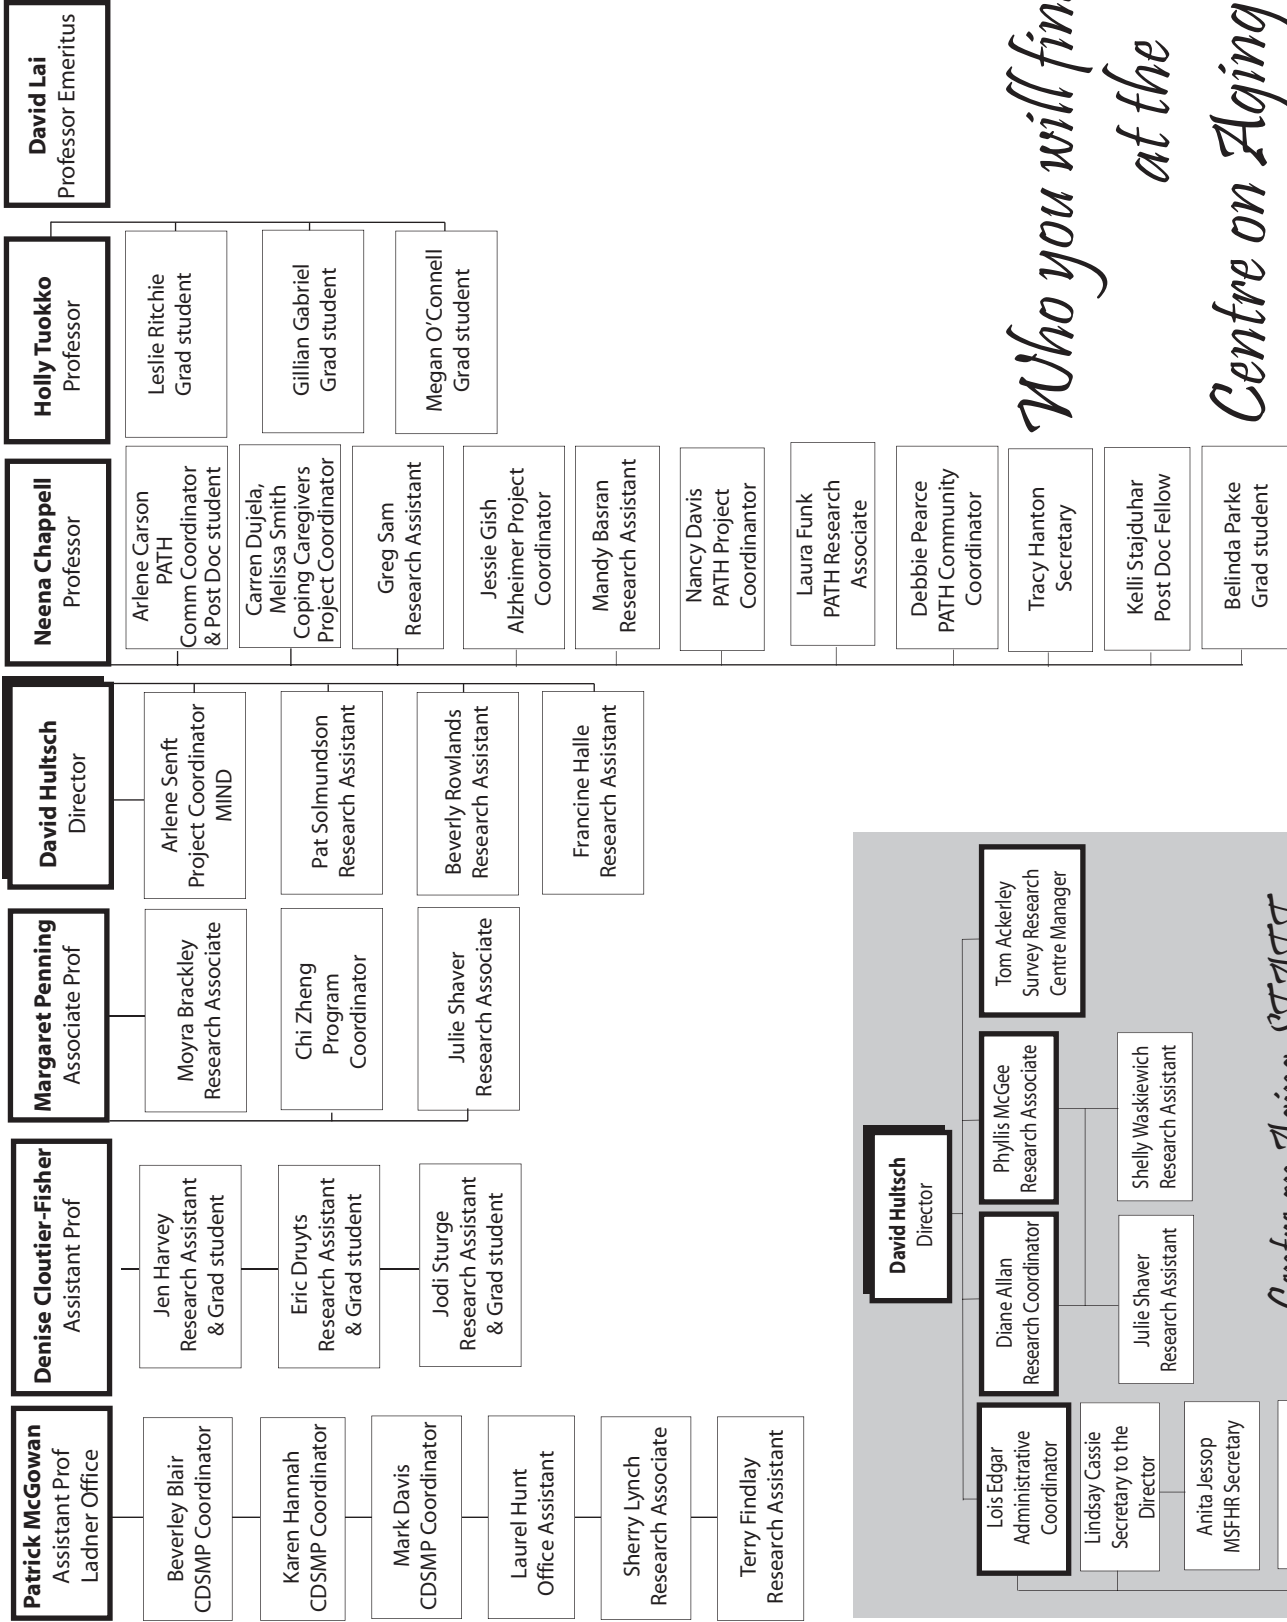 Patrick McGowan
Assistant Prof
Ladner Office
Beverley Blair
CDSMP Coordinator
Karen Hannah
CDSMP Coordinator
Mark Davis
CDSMP Coordinator
Laurel Hunt
Office Assistant
Sherry Lynch
Research Associate
Terry Findlay
Research Assistant
Denise Cloutier-Fisher
Assistant Prof
Jen Harvey
Research Assistant
& Grad student
Eric Druyts
Research Assistant
& Grad student
Jodi Sturge
Research Assistant
& Grad student
Margaret Penning
Associate Prof
Moyra Brackley
Research Associate
Chi Zheng
Program
Coordinator
Julie Shaver
Research Associate
David Hultsch
Director
Arlene Senft
Project Coordinator
MIND
Pat Solmundson
Research Assistant
Beverly Rowlands
Research Assistant
Francine Halle
Research Assistant
Neena Chappell
Professor
Arlene Carson
PATH
Comm Coordinator
& Post Doc student
Carren Dujela,
Melissa Smith
Coping Caregivers
Project Coordinator
Greg Sam
Research Assistant
Jessie Gish
Alzheimer Project
Coordinator
Mandy Basran
Research Assistant
Nancy Davis
PATH Project
Coordinantor
Laura Funk
PATH Research
Associate
Debbie Pearce
PATH Community
Coordinator
Tracy Hanton
Secretary
Kelli Stajduhar
Post Doc Fellow
Belinda Parke
Grad student
Holly Tuokko
Professor
Leslie Ritchie
Grad student
Gillian Gabriel
Grad student
Megan O'Connell
Grad student
David Lai
Professor Emeritus
Who you will fin
at the
Centre on Aging
David Hultsch
Director
Lois Edgar
Administrative
Coordinator
Lindsay Cassie
Secretary to the
Director
Anita Jessop
MSFHR Secretary
Diane Allan
Research Coordinator
Phyllis McGee
Research Associate
Julie Shaver
Research Assistant
Shelly Waskiewich
Research Assistant
Tom Ackerley
Survey Research
Centre Manager